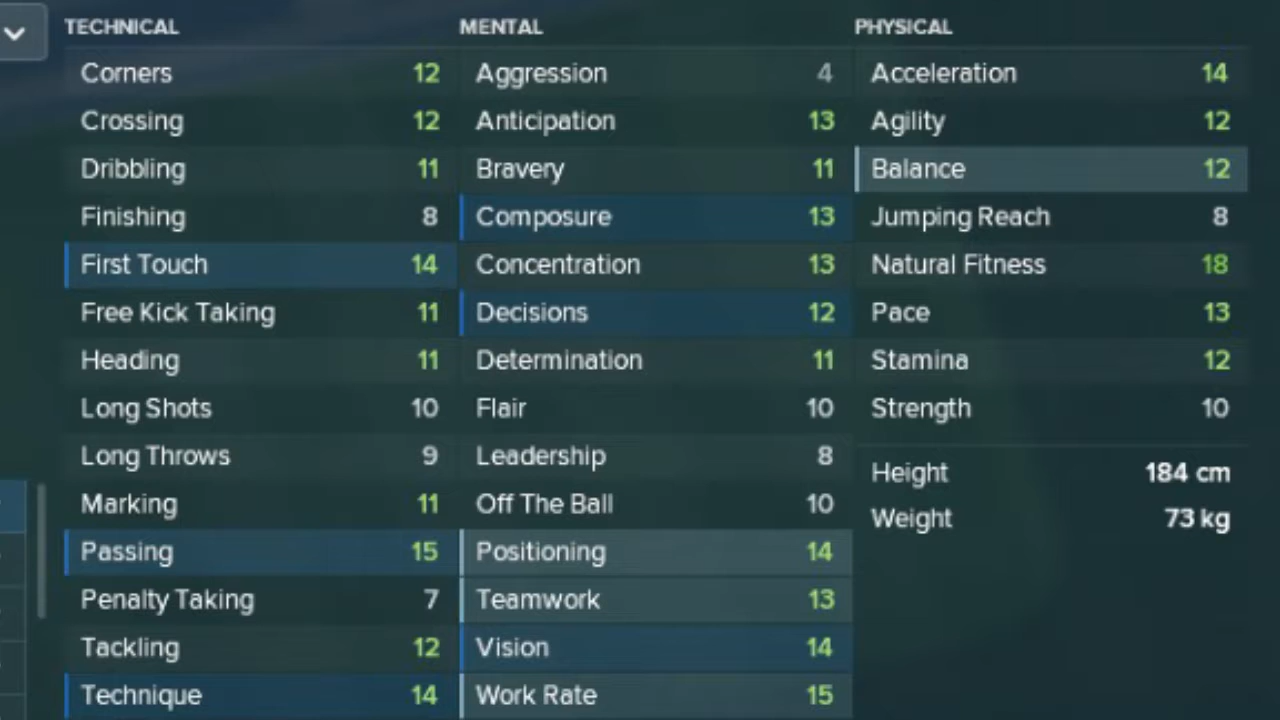 TECHNICAL MENTAL PHYSICAL
Corners 12 Aggression 4 Acceleration 14
Crossing 12 Anticipation 13 Agility 12
Dribbling 11 Bravery 11 Balance 12
Finishing 8 Composure 13 Jumping Reach 8
First Touch 14 Concentration 13 Natural Fitness 18
Free Kick Taking 11 Decisions 12 Pace 13
Heading 11 Determination 11 Stamina 12
Long Shots 10 Flair 10 Strength 10
Long Throws 9 Leadership 8 Height 184 cm
Marking 11 Off The Ball 10 Weight 73 kg
Passing 15 Positioning 14
Penalty Taking 7 Teamwork 13
Tackling 12 Vision 14
Technique 14 Work Rate 15